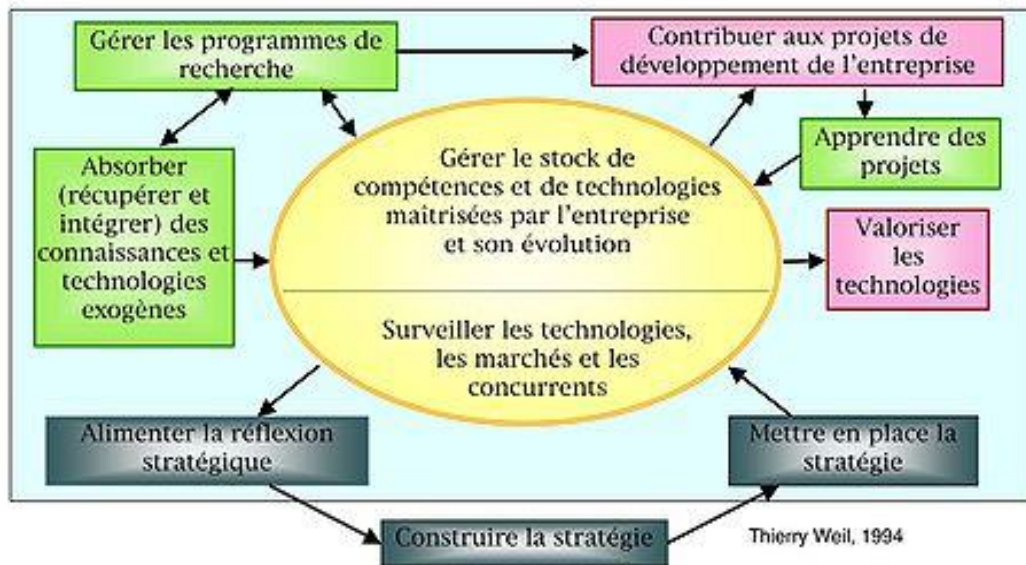 Gérer les programmes de
recherche
Contribuer aux projets de
développement de l'entreprise
Absorber
(récupérer et
intégrer) des
connaissances et
technologies
exogènes
Gérer le stock de
compétences et de technologies
maîtrisées par l'entreprise
et son évolution
Apprendre des
projets
Valoriser
les
technologies
Surveiller les technologies,
les marchés et les
concurrents
Alimenter la réflexion
stratégique
Mettre en place la
stratégie
Construire la stratégie
Thierry Weil, 1994